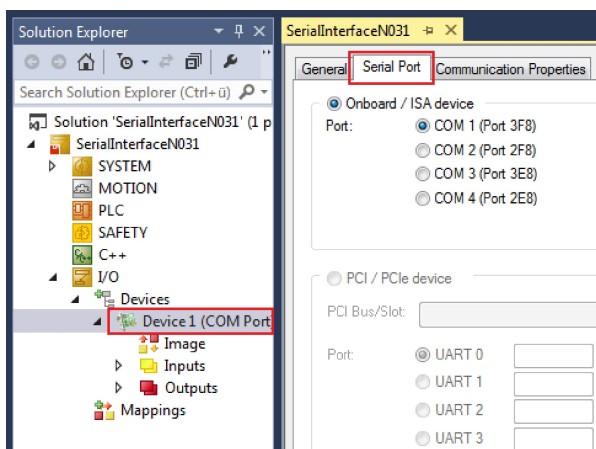 Solution Explorer
Search Solution Explorer (Ctrl+ü)
Solution 'SerialInterfaceN031' (1 p
SerialInterfaceN031
SYSTEM
MOTION
PLC
SAFETY
C++
I/O
Devices
Device 1 (COM Port
Image
Inputs
Outputs
Mappings
SerialInterfaceN031
General
Serial Port
Communication Properties
Onboard / ISA device
Port:
COM 1 (Port 3F8)
COM 2 (Port 2F8)
COM 3 (Port 3E8)
COM 4 (Port 2E8)
PCI / PCIe device
PCI Bus/Slot:
Port:
UART 0
UART 1
UART 2
UART 3